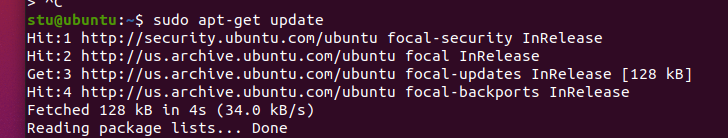 > ^C
stu@ubuntu:~$ sudo apt-get update
Hit:1 http://security.ubuntu.com/ubuntu focal-security InRelease
Hit:2 http://us.archive.ubuntu.com/ubuntu focal InRelease
Get:3 http://us.archive.ubuntu.com/ubuntu focal-updates InRelease [128 kB]
Hit:4 http://us.archive.ubuntu.com/ubuntu focal-backports InRelease
Fetched 128 kB in 4s (34.0 kB/s)
Reading package lists... Done